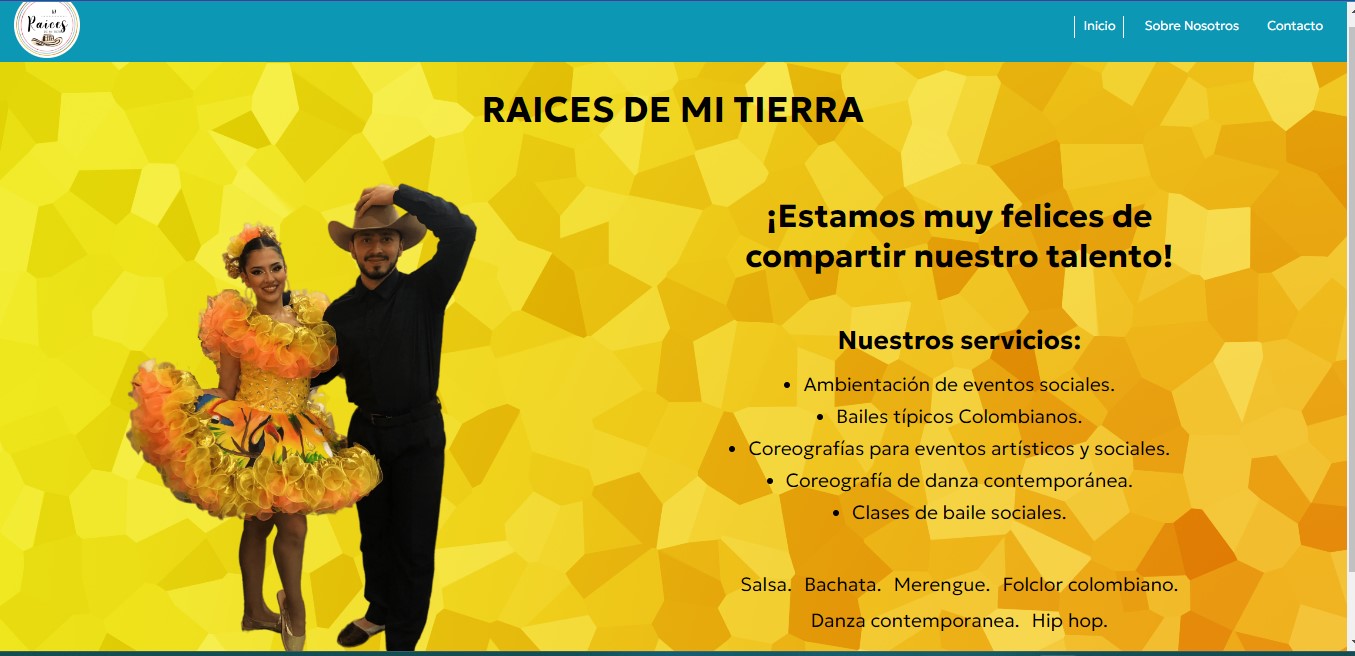 Raices
Inicio Sobre Nosotros Contacto
RAICES DE MI TIERRA
¡Estamos muy felices de
compartir nuestro talento!
Nuestros servicios:
• Ambientación de eventos sociales.
• Bailes típicos Colombianos.
• Coreografías para eventos artísticos y sociales.
• Coreografía de danza contemporánea.
• Clases de baile sociales.
Salsa. Bachata. Merengue. Folclor colombiano.
Danza contemporanea. Hip hop.